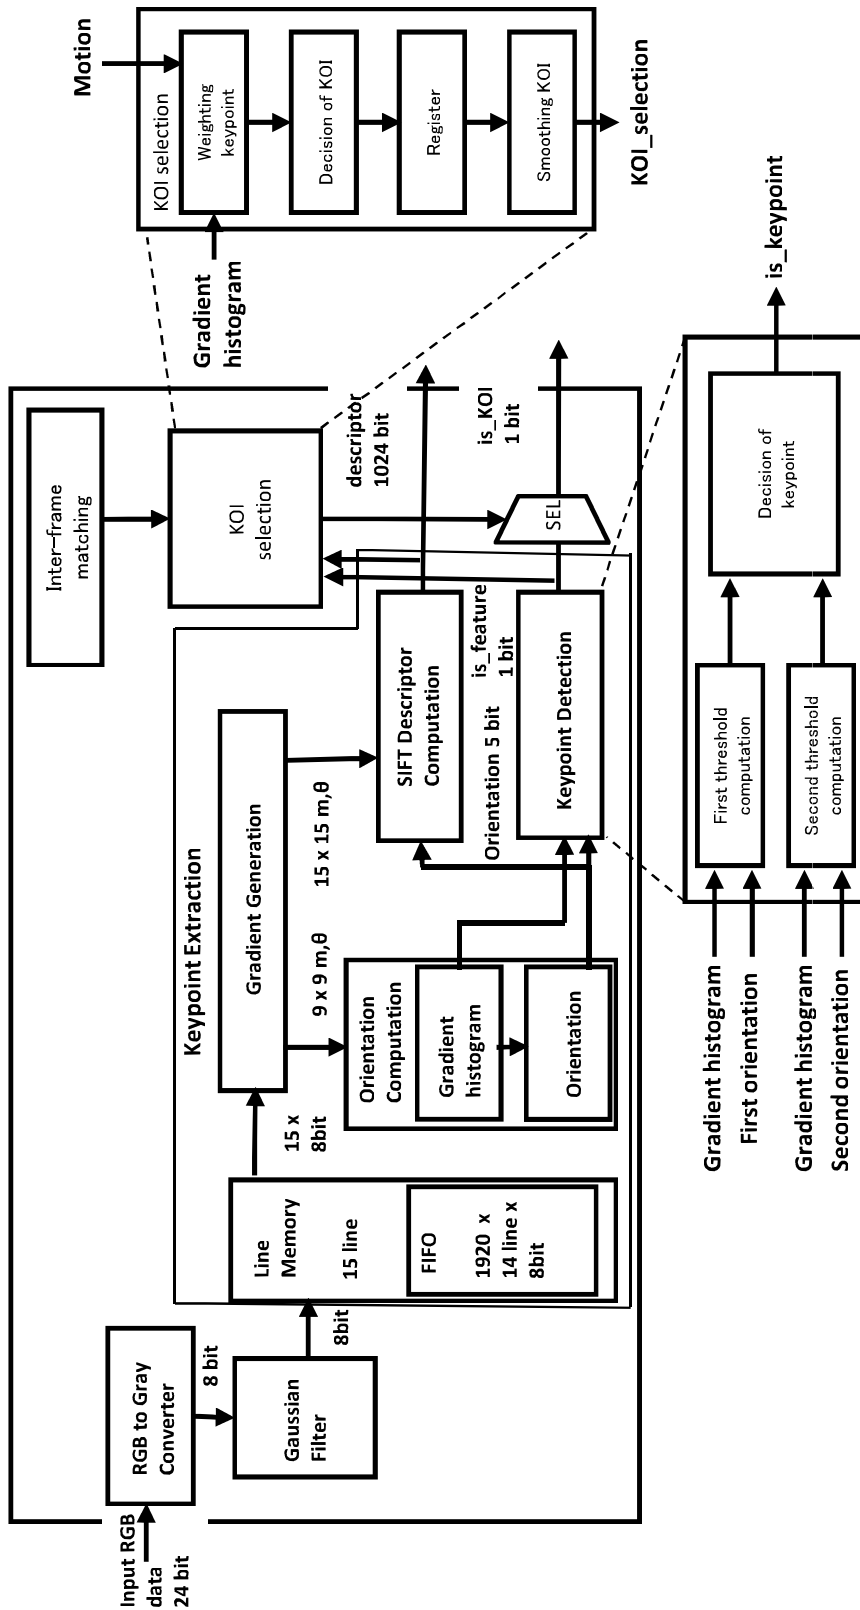 Input RGB
data
24 bit
RGB to Gray
Converter
8 bit
Gaussian
Filter
8bit
Line
Memory
15 line
FIFO
1920 x
14 line x
8bit
15 x
8bit
Keypoint Extraction
Gradient Generation
9 x 9 m,θ
15 x 15 m,θ
Orientation
Computation
Gradient
histogram
Orientation
SIFT Descriptor
Computation
Orientation 5 bit
is_feature
1 bit
Keypoint Detection
Inter-frame
matching
KOI
selection
descriptor
1024 bit
is_KOI
1 bit
SEL
Motion
KOI selection
Weighting
keypoint
Decision of KOI
Register
Smoothing KOI
KOI_selection
Gradient
histogram
Gradient histogram
First orientation
Gradient histogram
Second orientation
First threshold
computation
Second threshold
computation
Decision of
keypoint
is_keypoint